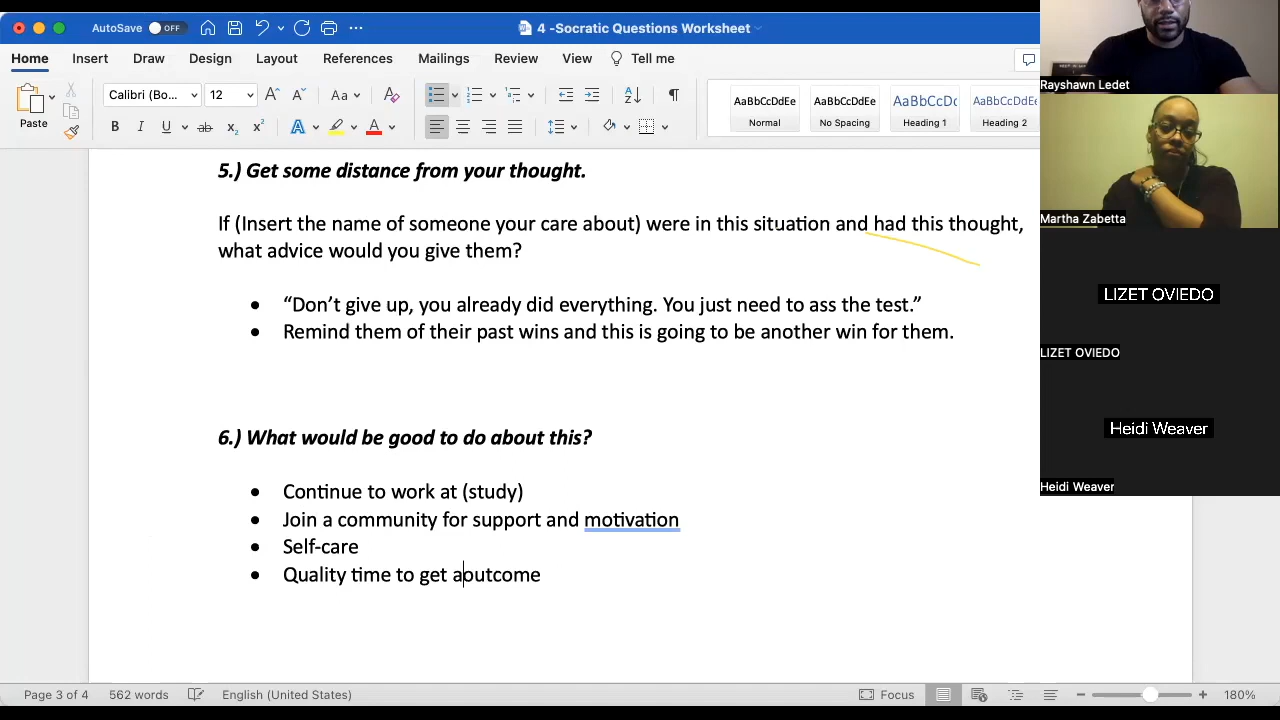 AutoSave OFF 4 -Socratic Questions Worksheet
Home Insert Draw Design Layout References Mailings Review View Tell me
Paste Calibri (Bo... 12 A A Aa
B I U ab x₂ x² A A
AaBbCcDdEe AaBbCcDdEe AaBbCcDc AaBbCcDdEe
Normal No Spacing Heading 1 Heading 2
5.) Get some distance from your thought.
If (Insert the name of someone your care about) were in this situation and had this thought,
what advice would you give them?
• “Don’t give up, you already did everything. You just need to ass the test.”
• Remind them of their past wins and this is going to be another win for them.
6.) What would be good to do about this?
• Continue to work at (study)
• Join a community for support and motivation
• Self-care
• Quality time to get aoutcome
Page 3 of 4 562 words English (United States) Focus 180%
Rayshawn Ledet
Martha Zabetta
LIZET OVIEDO
LIZET OVIEDO
Heidi Weaver
Heidi Weaver